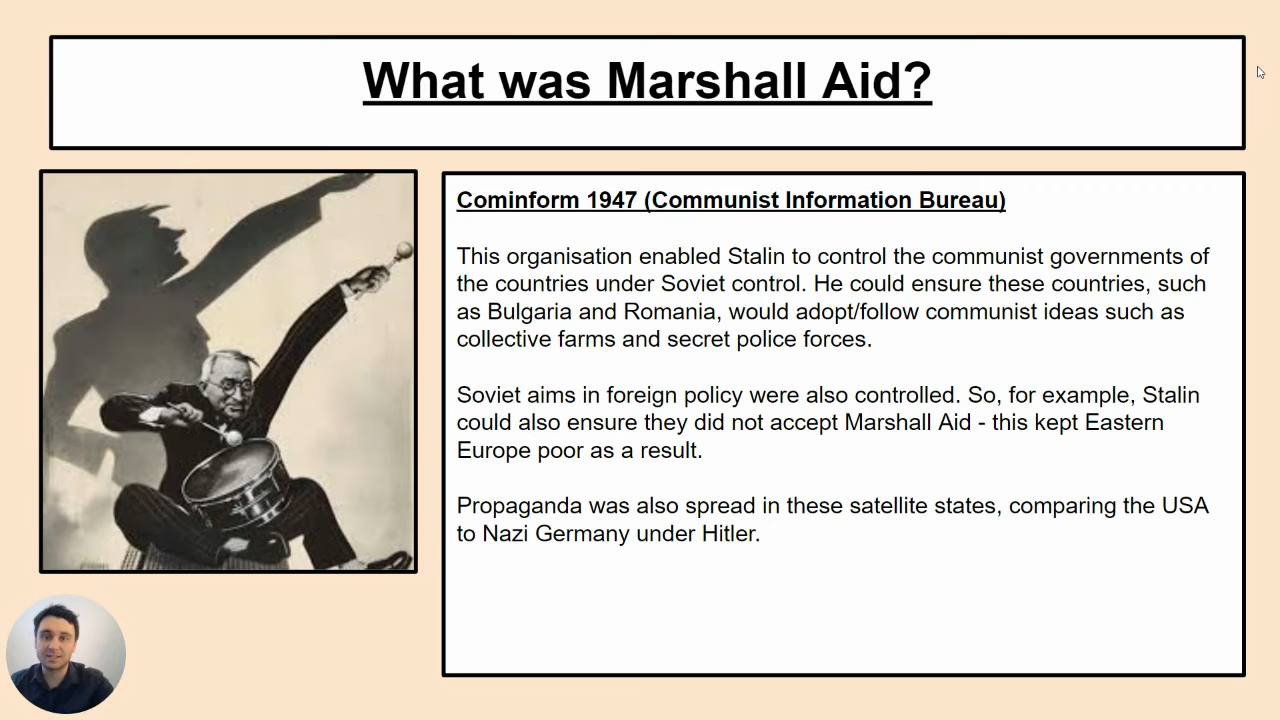 What was Marshall Aid?
Cominform 1947 (Communist Information Bureau)
This organisation enabled Stalin to control the communist governments of
the countries under Soviet control. He could ensure these countries, such
as Bulgaria and Romania, would adopt/follow communist ideas such as
collective farms and secret police forces.
Soviet aims in foreign policy were also controlled. So, for example, Stalin
could also ensure they did not accept Marshall Aid - this kept Eastern
Europe poor as a result.
Propaganda was also spread in these satellite states, comparing the USA
to Nazi Germany under Hitler.